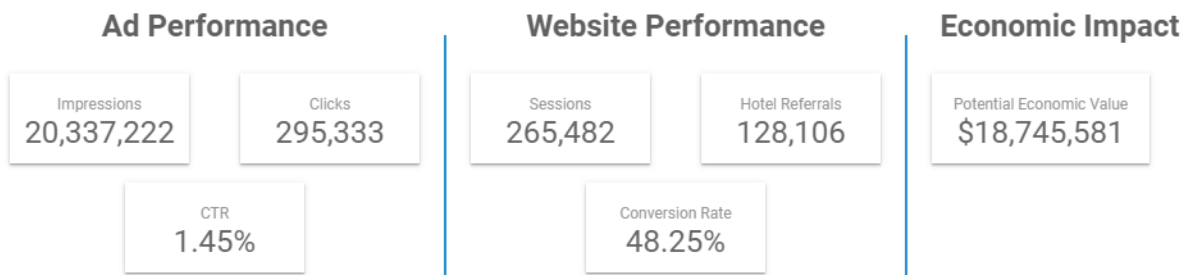 Ad Performance
Impressions
20,337,222
Clicks
295,333
CTR
1.45%
Website Performance
Sessions
265,482
Hotel Referrals
128,106
Conversion Rate
48.25%
Economic Impact
Potential Economic Value
$18,745,581